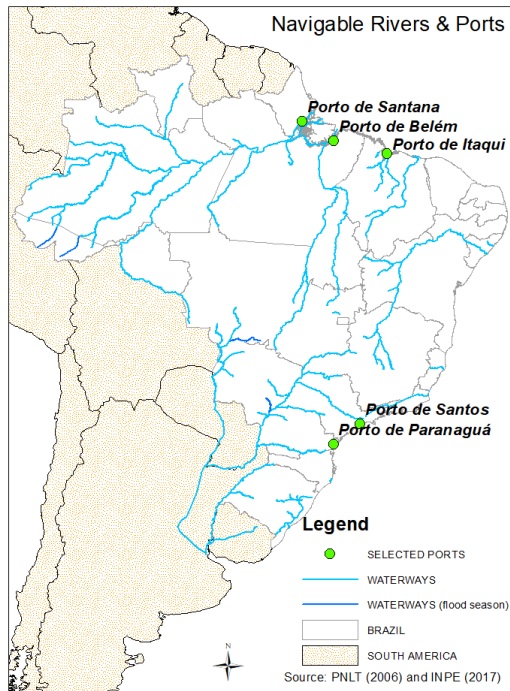 Navigable Rivers & Ports
Porto de Santana
Porto de Belém
Porto de Itaqui
Porto de Santos
Porto de Paranaguá
Legend
SELECTED PORTS
WATERWAYS
WATERWAYS (flood season)
BRAZIL
N
SOUTH AMERICA
Source: PNLT (2006) and INPE (2017)